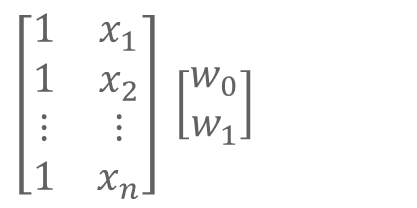 1 x₁
1 x₂ w₀
⋮ ⋮ w₁
1 xₙ